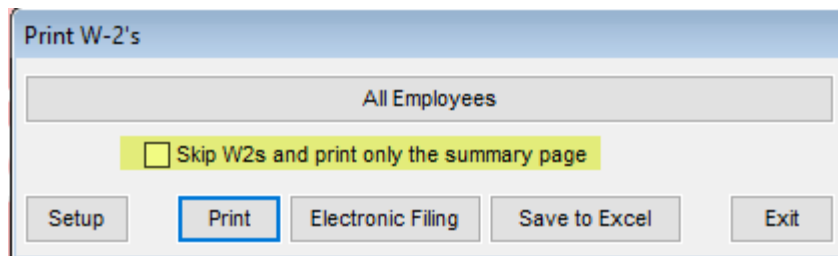 Print W-2's
All Employees
Skip W2s and print only the summary page
Setup Print Electronic Filing Save to Excel Exit